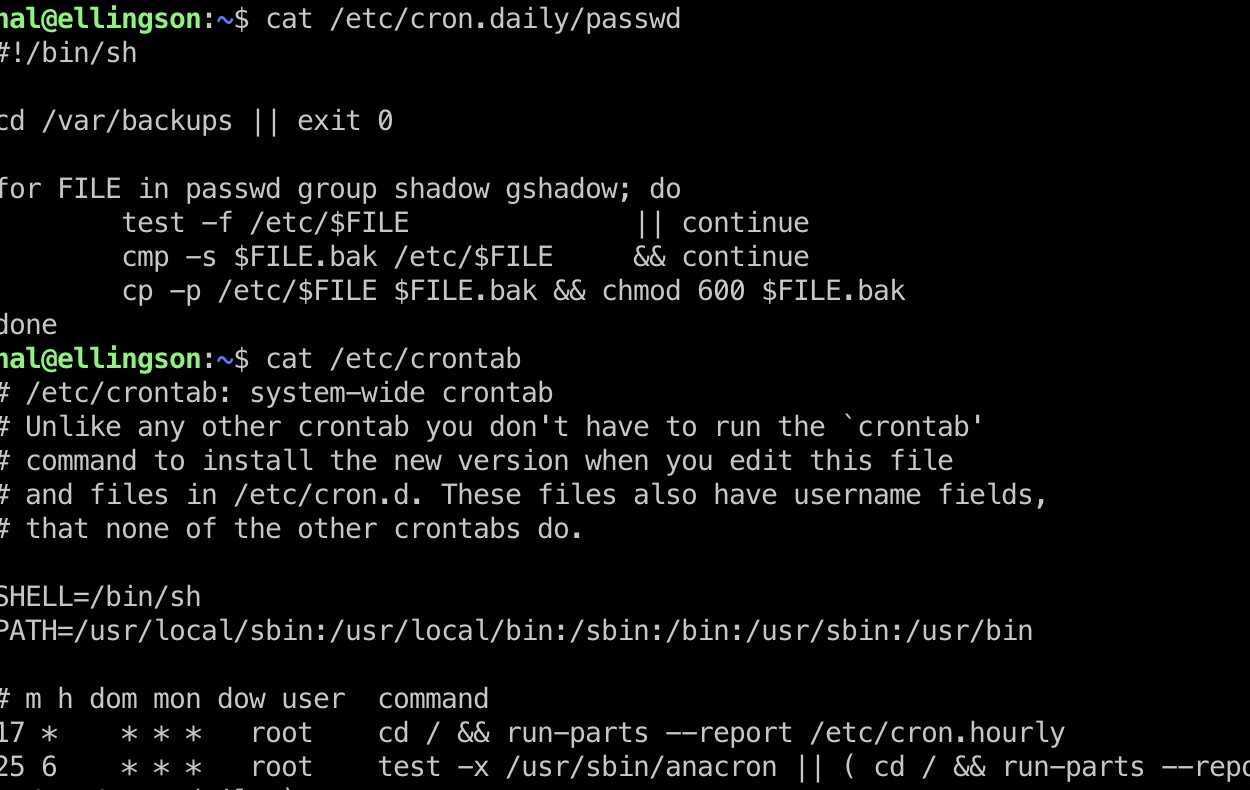 hal@ellingson:~$ cat /etc/cron.daily/passwd
#!/bin/sh
cd /var/backups || exit 0
for FILE in passwd group shadow gshadow; do
        test -f /etc/$FILE              || continue
        cmp -s $FILE.bak /etc/$FILE     && continue
        cp -p /etc/$FILE $FILE.bak && chmod 600 $FILE.bak
done
hal@ellingson:~$ cat /etc/crontab
# /etc/crontab: system-wide crontab
# Unlike any other crontab you don't have to run the `crontab'
# command to install the new version when you edit this file
# and files in /etc/cron.d. These files also have username fields,
# that none of the other crontabs do.
SHELL=/bin/sh
PATH=/usr/local/sbin:/usr/local/bin:/sbin:/bin:/usr/sbin:/usr/bin
# m h dom mon dow user  command
17 *    * * *   root    cd / && run-parts --report /etc/cron.hourly
25 6    * * *   root    test -x /usr/sbin/anacron || ( cd / && run-parts --repo